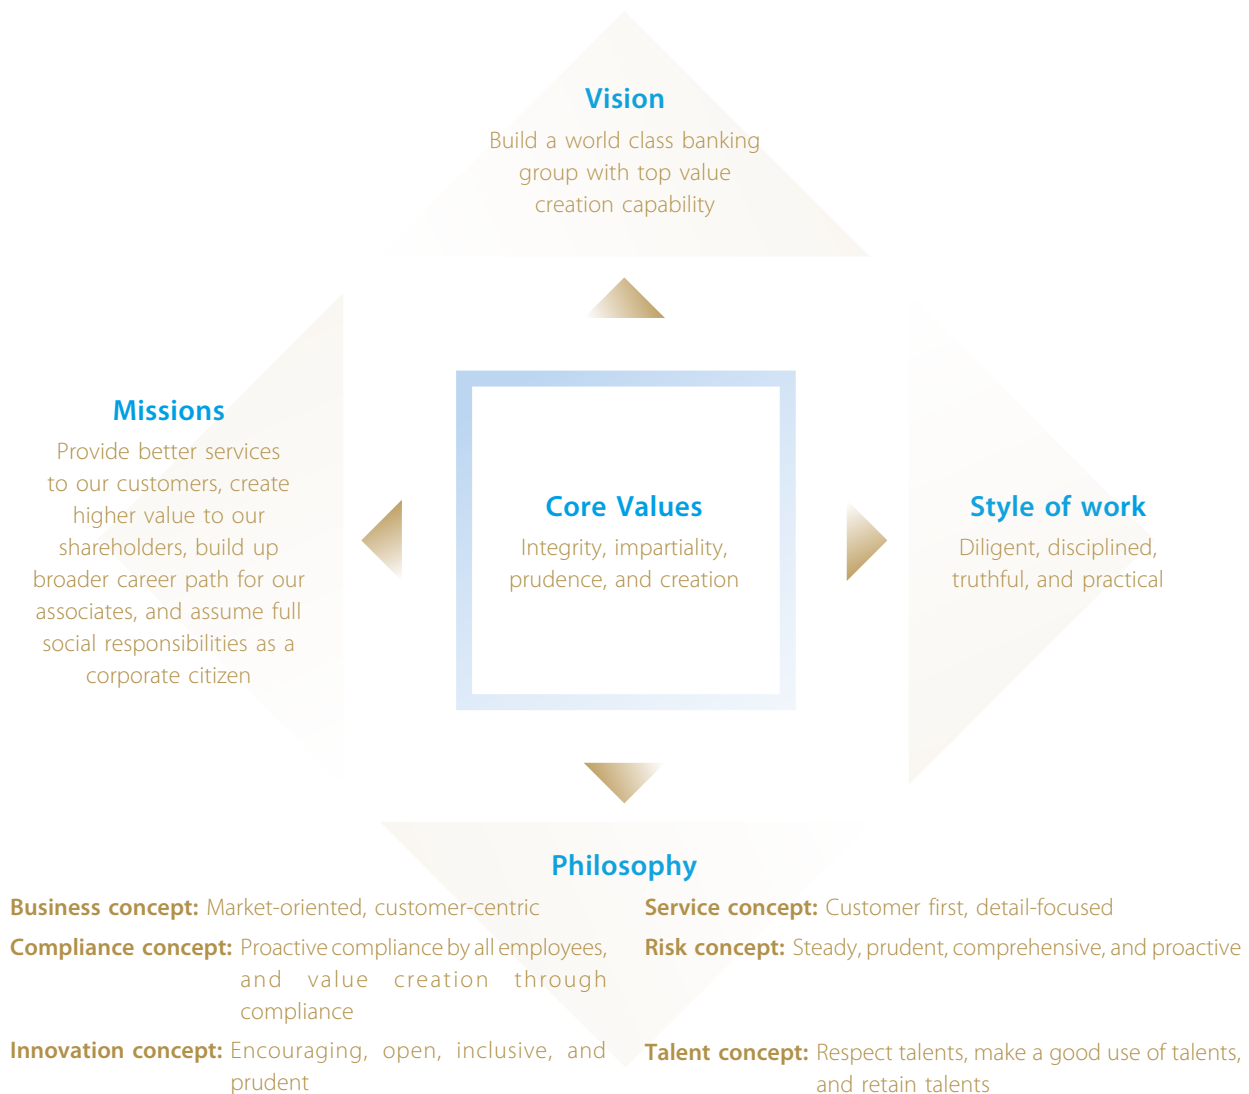 Vision
Build a world class banking
group with top value
creation capability
Missions
Provide better services
to our customers, create
higher value to our
shareholders, build up
broader career path for our
associates, and assume full
social responsibilities as a
corporate citizen
Core Values
Integrity, impartiality,
prudence, and creation
Style of work
Diligent, disciplined,
truthful, and practical
Philosophy
Business concept: Market-oriented, customer-centric
Service concept: Customer first, detail-focused
Compliance concept: Proactive compliance by all employees,
and value creation through
compliance
Risk concept: Steady, prudent, comprehensive, and proactive
Innovation concept: Encouraging, open, inclusive, and
prudent
Talent concept: Respect talents, make a good use of talents,
and retain talents